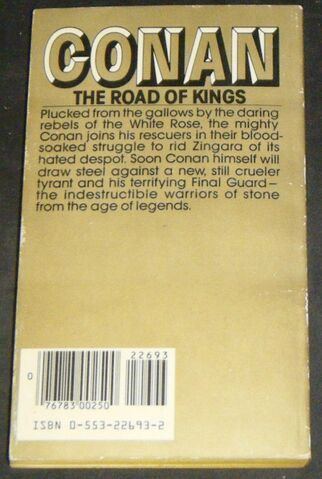 CONAN
THE ROAD OF KINGS
Plucked from the gallows by the daring
rebels of the White Rose, the mighty
Conan joins his rescuers in their blood-
soaked struggle to rid Zingara of its
hated despot. Soon Conan himself will
draw steel against a new, still crueler
tyrant and his terrifying Final Guard—
the indestructible warriors of stone
from the age of legends.
22693
0
76783 00250
ISBN 0-553-22693-2